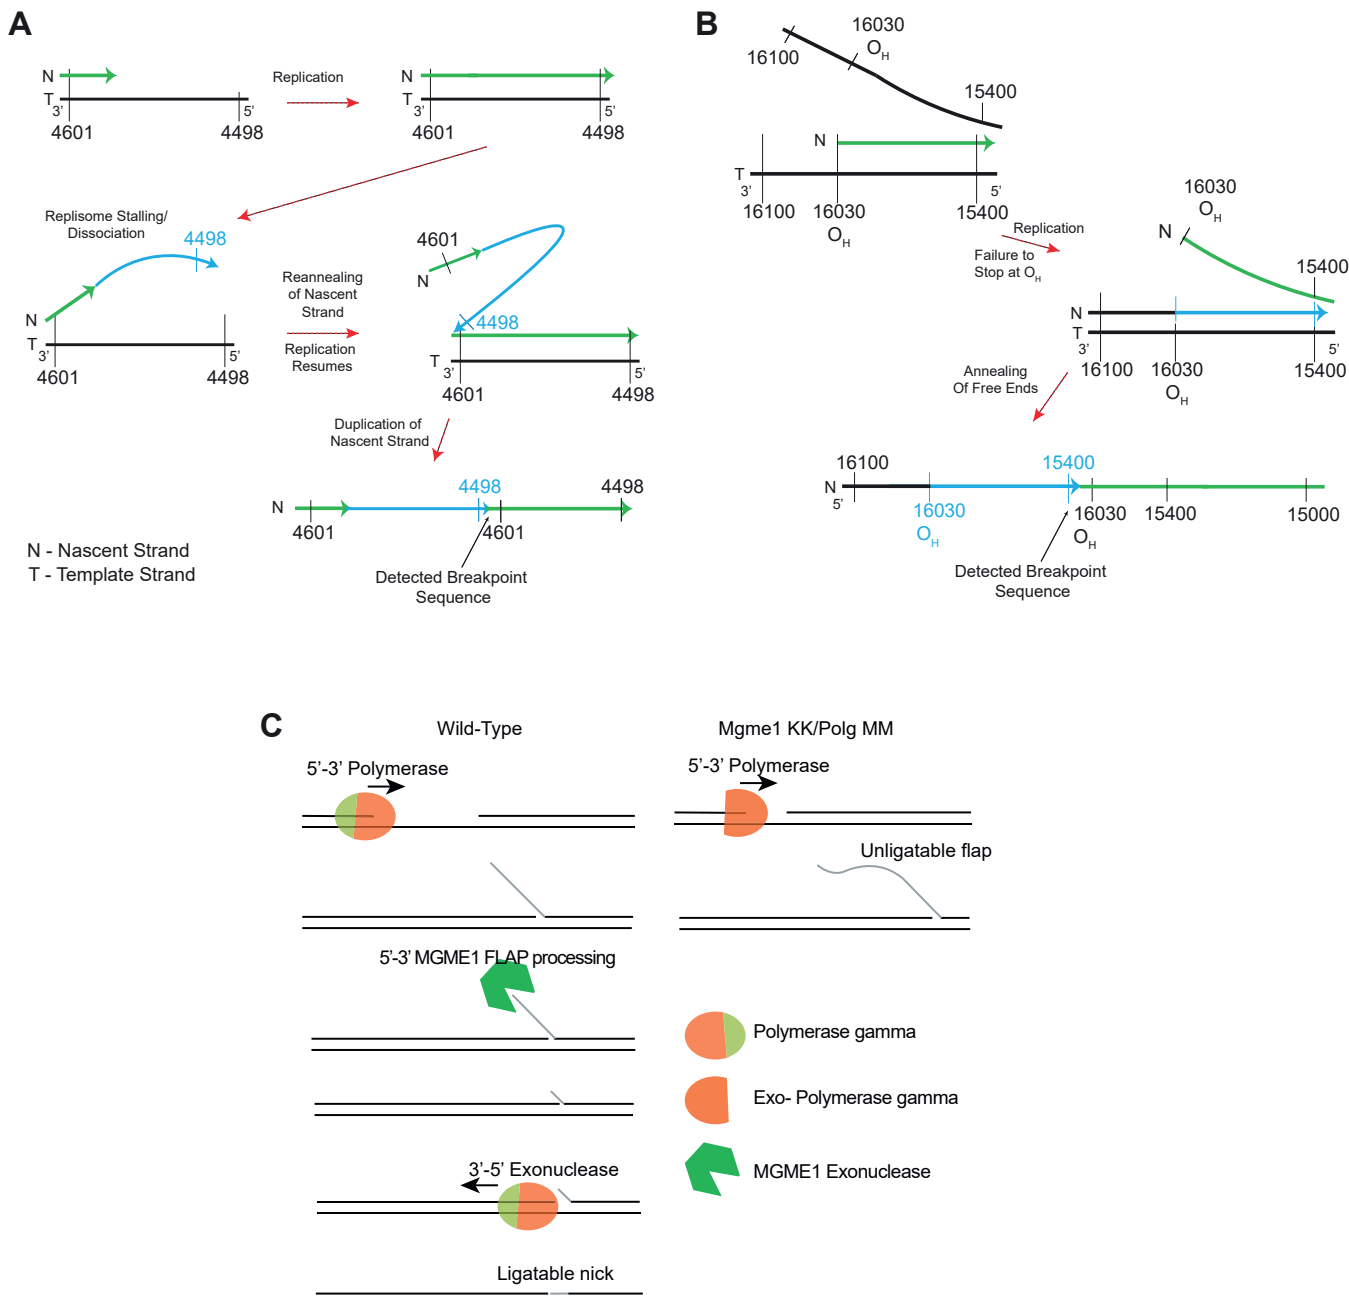 A
N
Replication
N
T
3'
5'
4601
4498
T
3'
5'
4601
4498
Replisome Stalling/
Dissociation
4498
N
T
3'
5'
4601
4498
Reannealing
of Nascent
Strand
Replication
Resumes
4601
N
4498
T
3'
5'
4601
4498
Duplication of
Nascent Strand
N
4498
4498
4601
4601
Detected Breakpoint
Sequence
N - Nascent Strand
T - Template Strand
B
16030
OH
16100
15400
N
T
3'
5'
16100
16030
15400
OH
Replication
Failure to
Stop at OH
16030
OH
N
15400
N
T
3'
5'
16100
16030
15400
OH
Annealing
Of Free Ends
16100
15400
N
5'
16030
OH
16030
OH
15400
15000
Detected Breakpoint
Sequence
C
Wild-Type
Mgme1 KK/Polg MM
5'-3' Polymerase
5'-3' Polymerase
Unligatable flap
5'-3' MGME1 FLAP processing
Polymerase gamma
Exo- Polymerase gamma
3'-5' Exonuclease
MGME1 Exonuclease
Ligatable nick